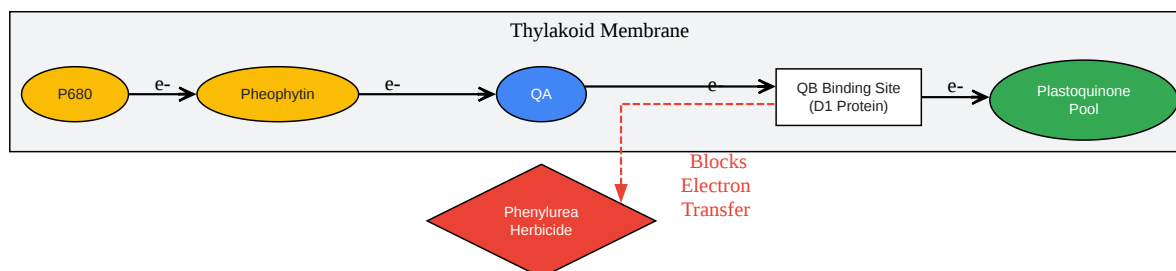 Thylakoid Membrane
P680
e-
Pheophytin
e-
QA
e-
QB Binding Site
(D1 Protein)
e-
Plastoquinone
Pool
Blocks
Electron
Transfer
Phenylurea
Herbicide